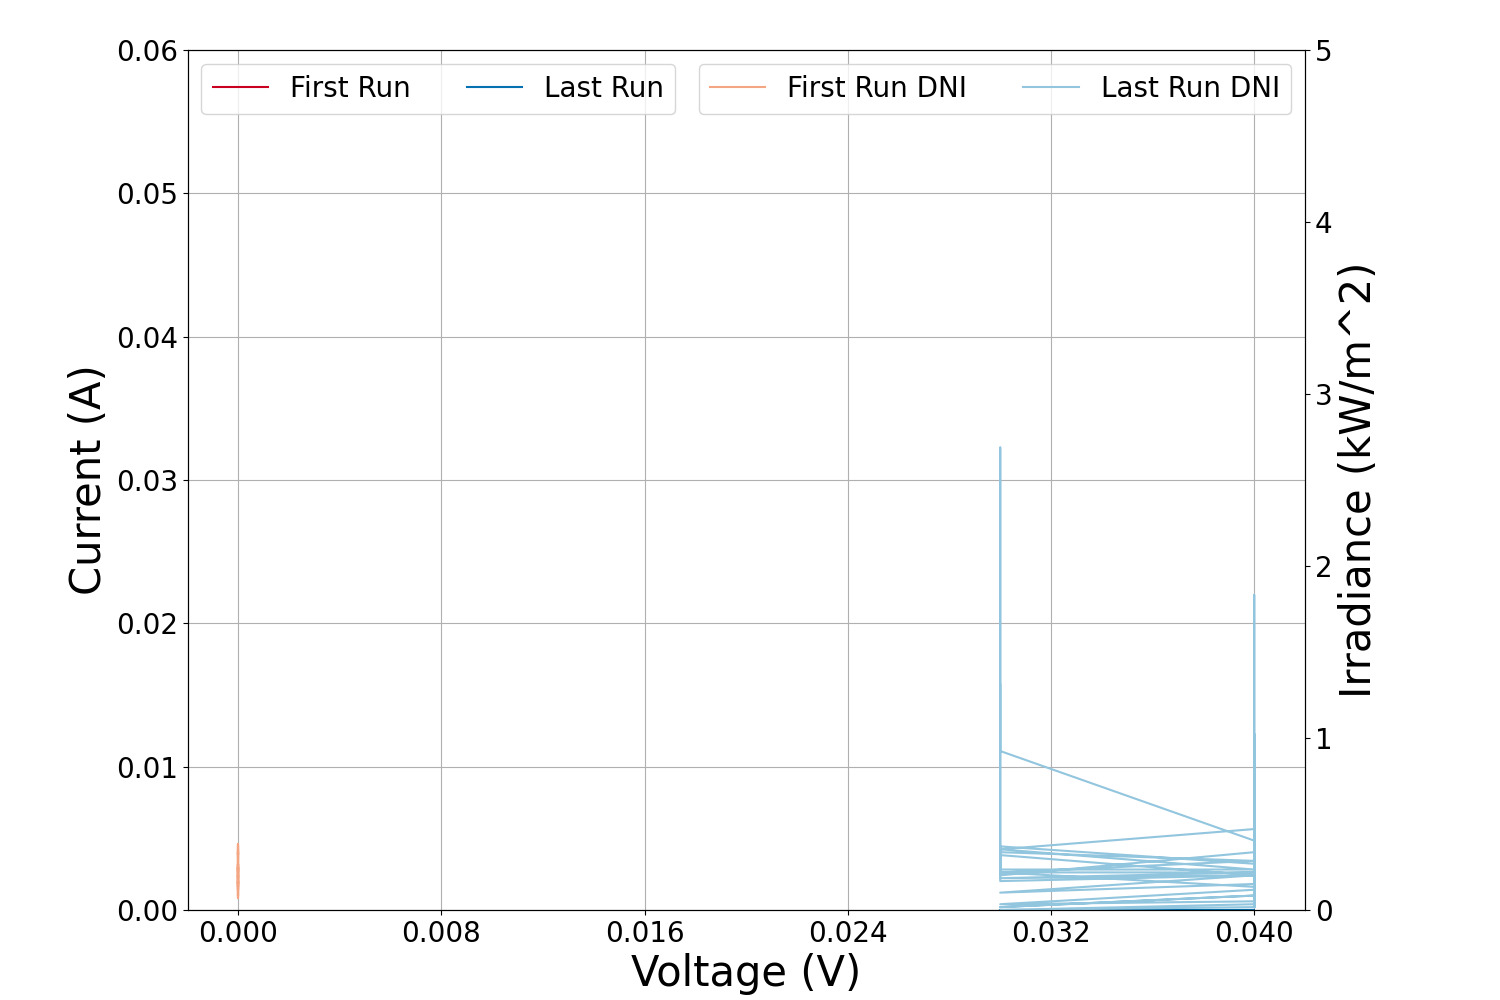 First Run
Last Run
First Run DNI
Last Run DNI
0.06
0.05
0.04
0.03
0.02
0.01
0.00
Current (A)
5
4
3
2
1
0
Irradiance (kW/m^2)
0.000
0.008
0.016
0.024
0.032
0.040
Voltage (V)